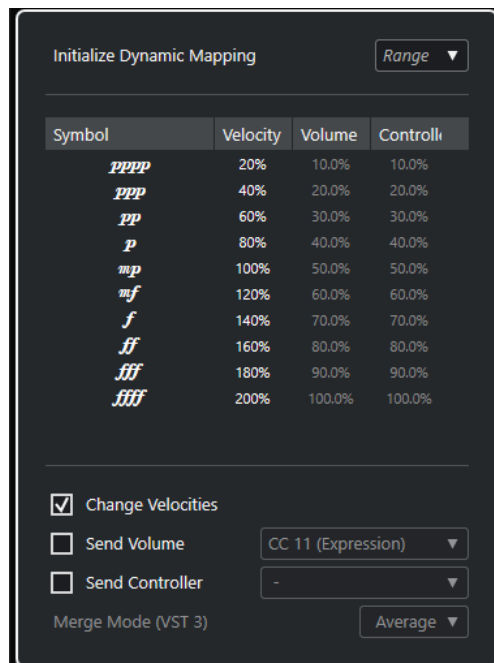 Initialize Dynamic Mapping Range
Symbol Velocity Volume Controlle
pppp 20% 10.0% 10.0%
ppp 40% 20.0% 20.0%
pp 60% 30.0% 30.0%
p 80% 40.0% 40.0%
mp 100% 50.0% 50.0%
mf 120% 60.0% 60.0%
f 140% 70.0% 70.0%
ff 160% 80.0% 80.0%
fff 180% 90.0% 90.0%
ffff 200% 100.0% 100.0%
Change Velocities
Send Volume CC 11 (Expression)
Send Controller -
Merge Mode (VST 3) Average